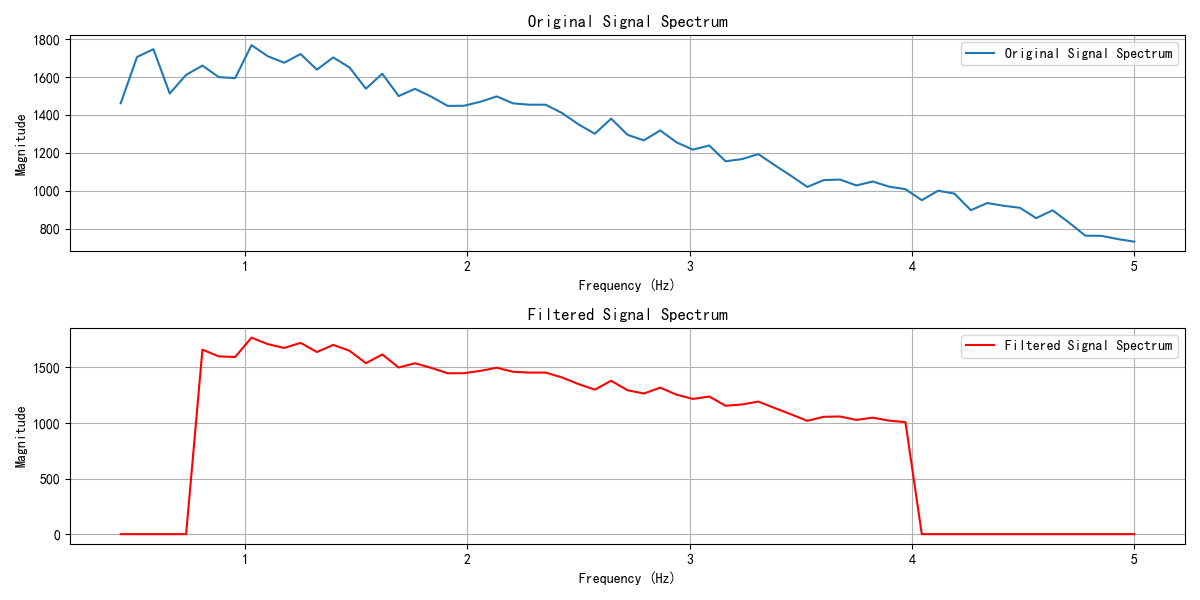 Original Signal Spectrum
1800
1600
1400
1200
1000
800
Magnitude
Original Signal Spectrum
1 2 3 4 5
Frequency (Hz)
Filtered Signal Spectrum
1500
1000
500
0
Magnitude
Filtered Signal Spectrum
1 2 3 4 5
Frequency (Hz)